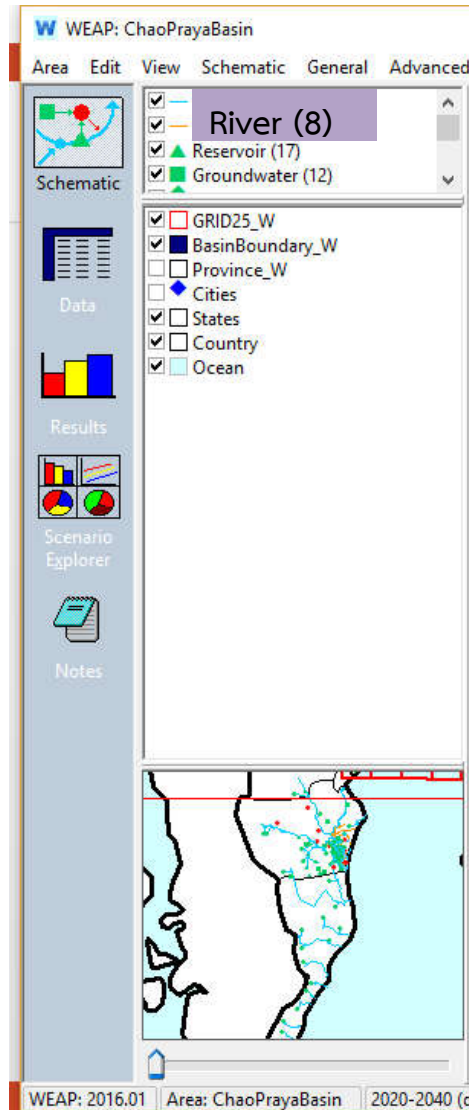 W WEAP: ChaoPrayaBasin
Area Edit View Schematic General Advanced
River (8)
Reservoir (17)
Groundwater (12)
Schematic
GRID25_W
BasinBoundary_W
Province_W
Cities
States
Country
Ocean
Data
Results
Scenario
Explorer
Notes
WEAP: 2016.01 Area: ChaoPrayaBasin 2020-2040 (